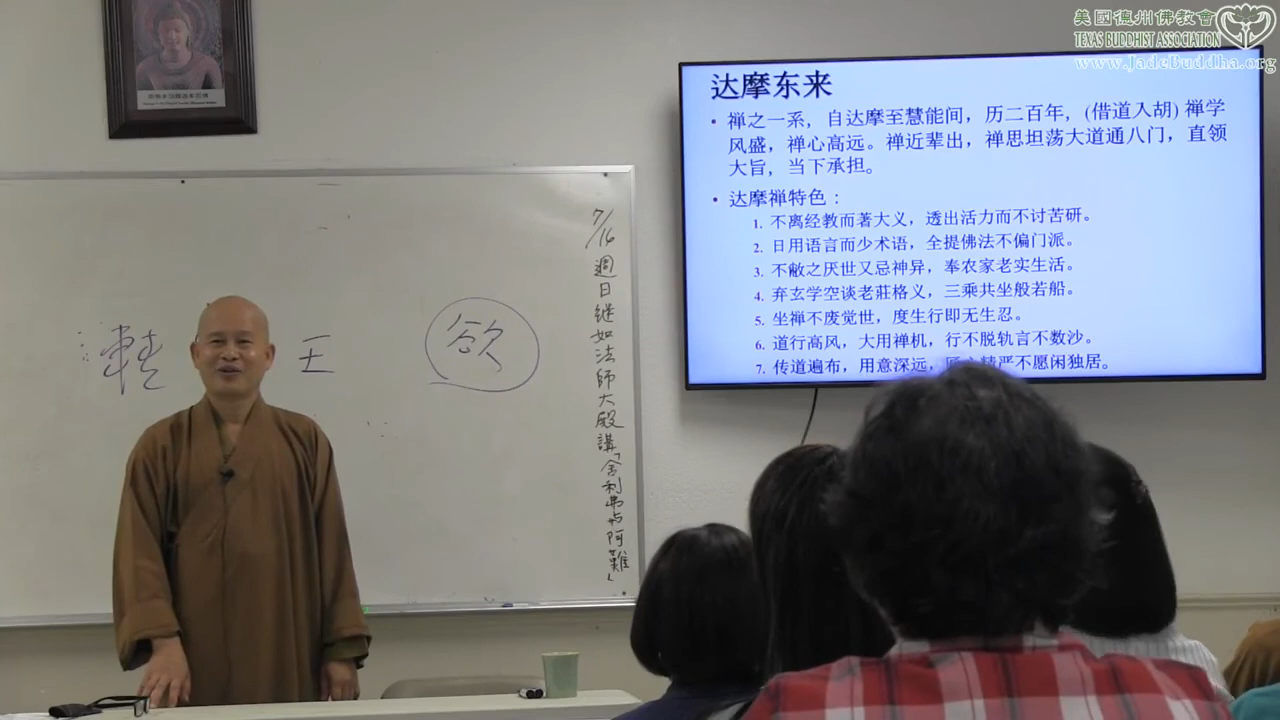 美國德州佛教會
TEXAS BUDDHIST ASSOCIATION
www.JadeBuddha.org
达摩东来
• 禅之一系，自达摩至慧能间，历二百年，(借道入胡) 禅学
风盛，禅心高远。禅近辈出，禅思坦荡大道通八门，直领
大旨，当下承担。
• 达摩禅特色：
1. 不离经教而著大义，透出活力而不讨苦研。
2. 日用语言而少术语，全提佛法不偏门派。
3. 不敝之厌世又忌神异，奉农家老实生活。
4. 弃玄学空谈老莊格义，三乘共坐般若船。
5. 坐禅不废觉世，度生行即无生忍。
6. 道行高风，大用禅机，行不脱轨言不数沙。
7. 传道遍布，用意深远，精严不愿闲独居。
7/16 週日继如法師大殿講「舍利弗与阿難」
王
欲